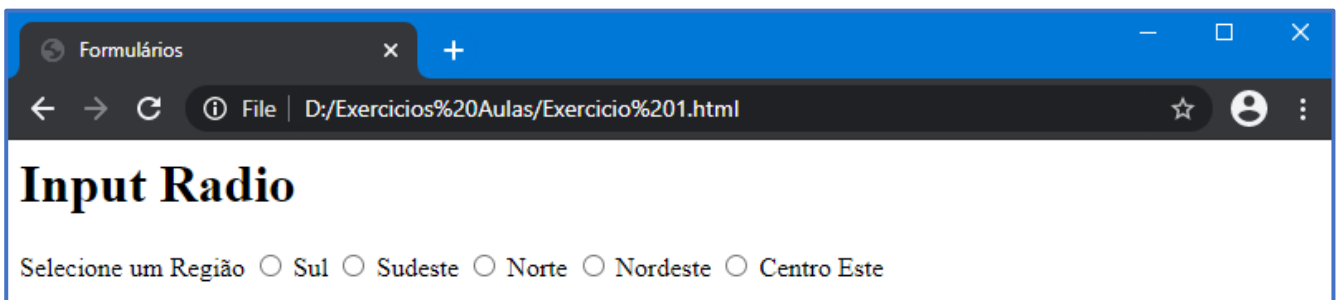 Formulários
File D:/Exercicios%20Aulas/Exercicio%201.html
Input Radio
Selecione um Região Sul Sudeste Norte Nordeste Centro Este